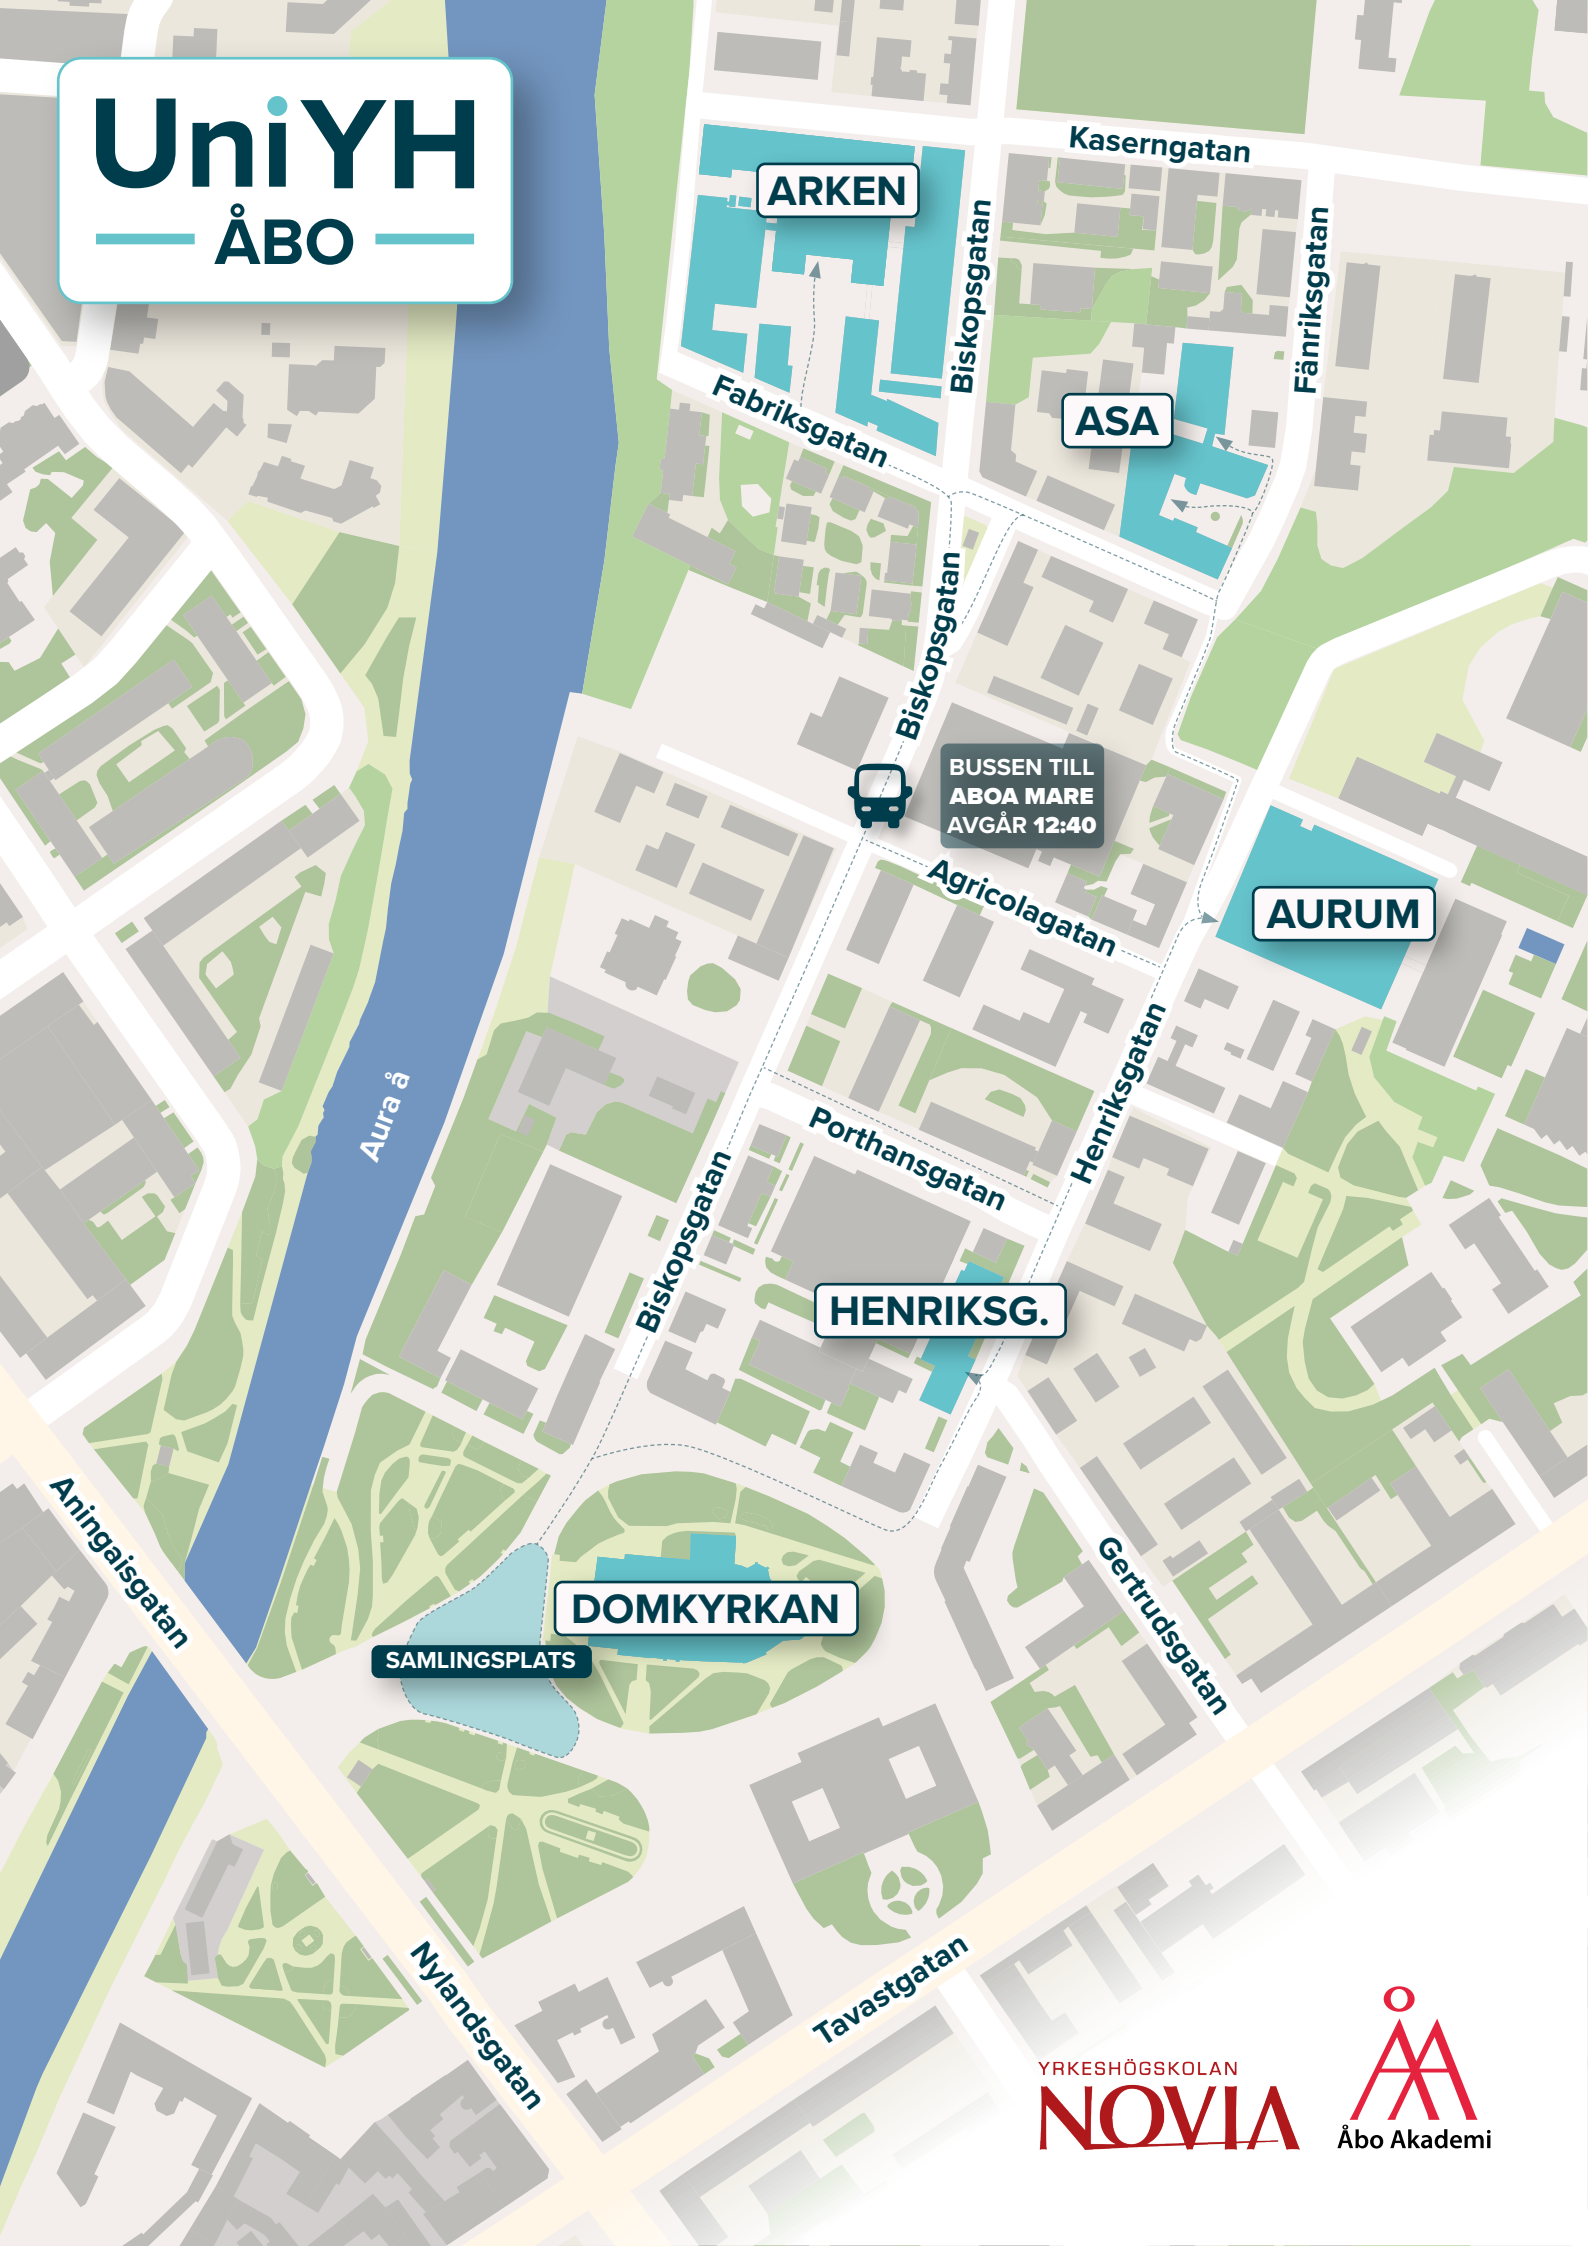 UniYH
ÅBO
Kaserngatan
ARKEN
Biskopsgatan
Fänriksgatan
Fabriksgatan
ASA
Biskopsgatan
BUSSEN TILL
ABOA MARE
AVGÅR 12:40
Agricolagatan
AURUM
Aura å
Henriksgatan
Porthansgatan
Biskopsgatan
HENRIKSG.
Aningaisgatan
Gertrudsgatan
DOMKYRKAN
SAMLINGSPLATS
Nylandsgatan
Tavastgatan
YRKESHÖGSKOLAN
NOVIA
ÅA
Åbo Akademi